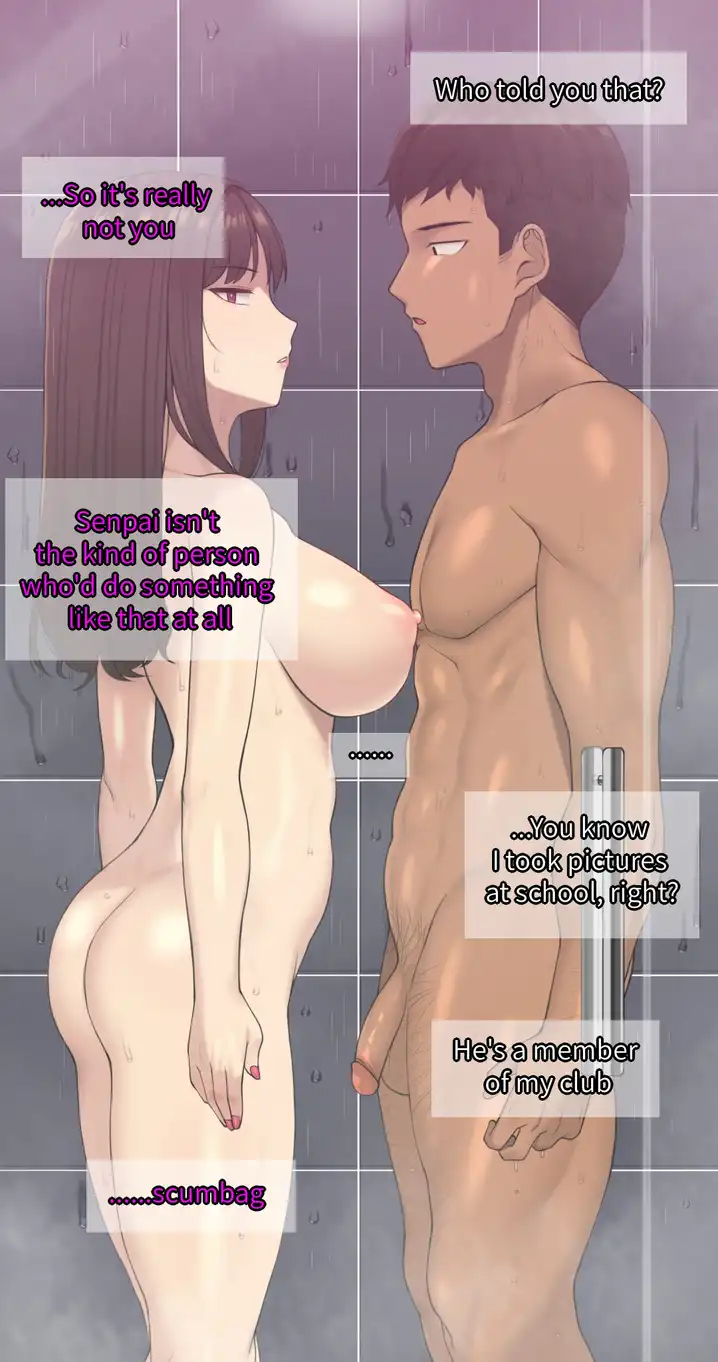 Who told you that?
...So it's really
not you
Senpai isn't
the kind of person
who'd do something
like that at all
......
...You know
I took pictures
at school, right?
He's a member
of my club
......scumbag